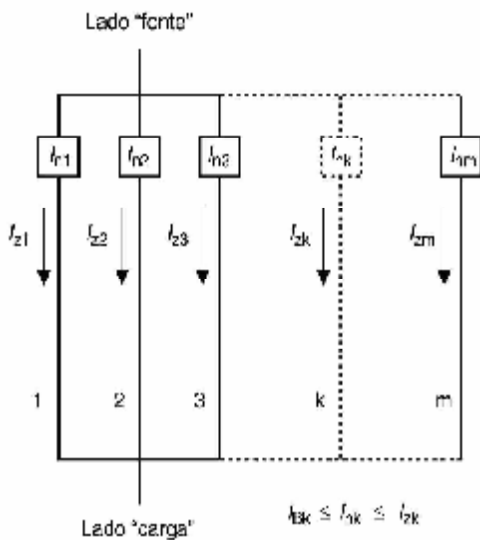 Lado "fonte"
I_n1 I_n2 I_n3 I_nk I_nm
I_z1 I_z2 I_z3 I_zk I_zm
1 2 3 k m
I_Bk ≤ I_nk ≤ I_zk
Lado "carga"